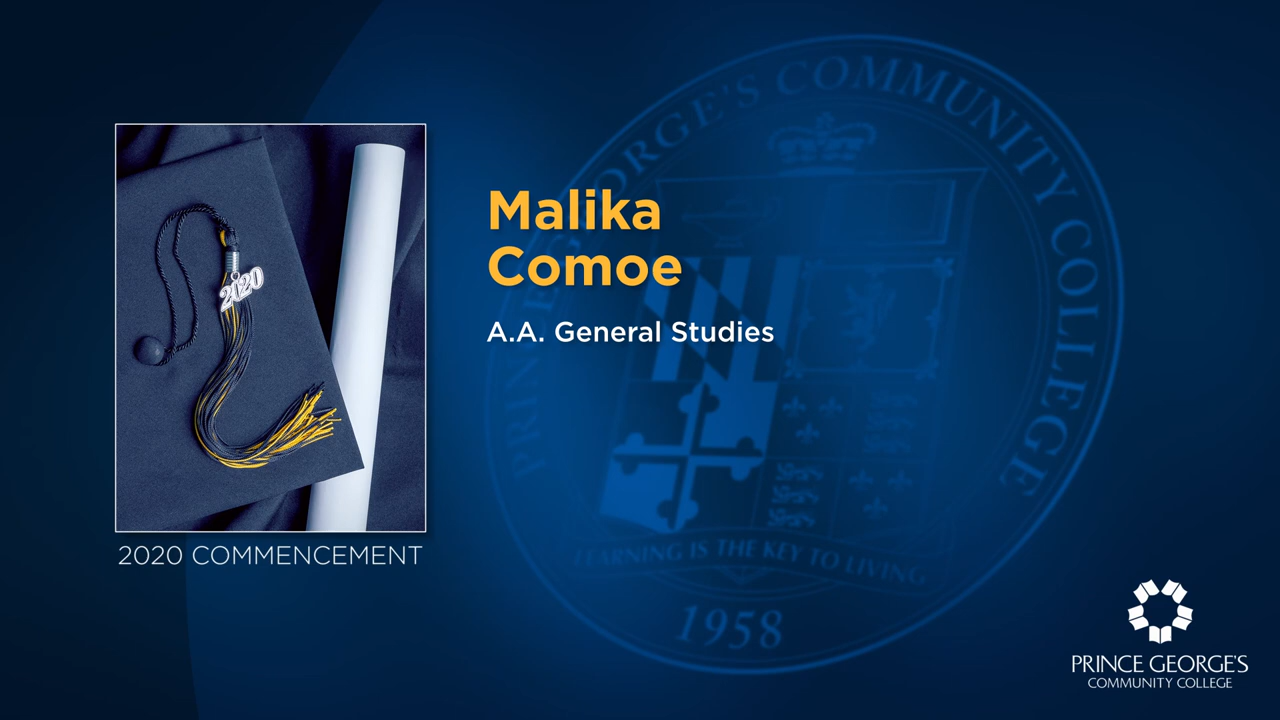 PRINCE GEORGE'S COMMUNITY COLLEGE
2020
Malika
Comoe
A.A. General Studies
2020 COMMENCEMENT
LEARNING IS THE KEY TO LIVING
1958
PRINCE GEORGE'S
COMMUNITY COLLEGE